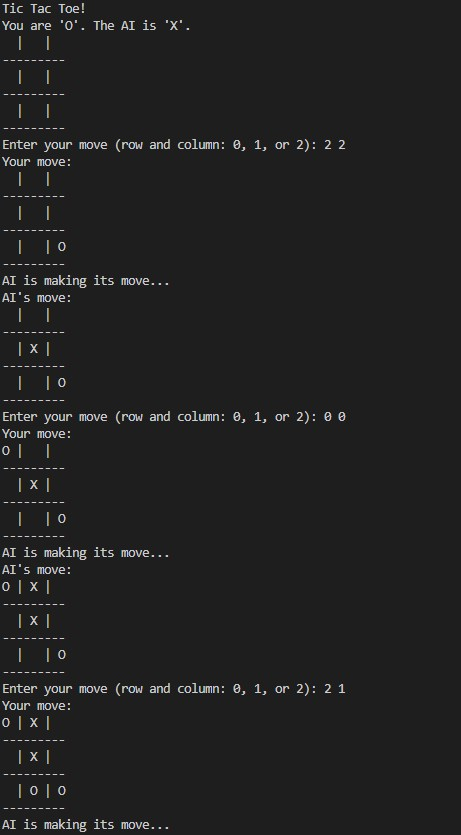 Tic Tac Toe!
You are 'O'. The AI is 'X'.
  |   |
---------
  |   |
---------
  |   |
---------
Enter your move (row and column: 0, 1, or 2): 2 2
Your move:
  |   |
---------
  |   |
---------
  |   | O
---------
AI is making its move...
AI's move:
  |   |
---------
  | X |
---------
  |   | O
---------
Enter your move (row and column: 0, 1, or 2): 0 0
Your move:
O |   |
---------
  | X |
---------
  |   | O
---------
AI is making its move...
AI's move:
O | X |
---------
  | X |
---------
  |   | O
---------
Enter your move (row and column: 0, 1, or 2): 2 1
Your move:
O | X |
---------
  | X |
---------
  | O | O
---------
AI is making its move...